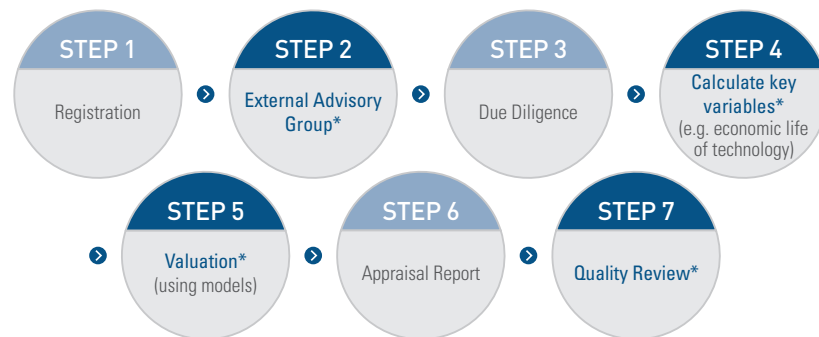 STEP 1
Registration
STEP 2
External Advisory
Group*
STEP 3
Due Diligence
STEP 4
Calculate key
variables*
(e.g. economic life
of technology)
STEP 5
Valuation*
(using models)
STEP 6
Appraisal Report
STEP 7
Quality Review*